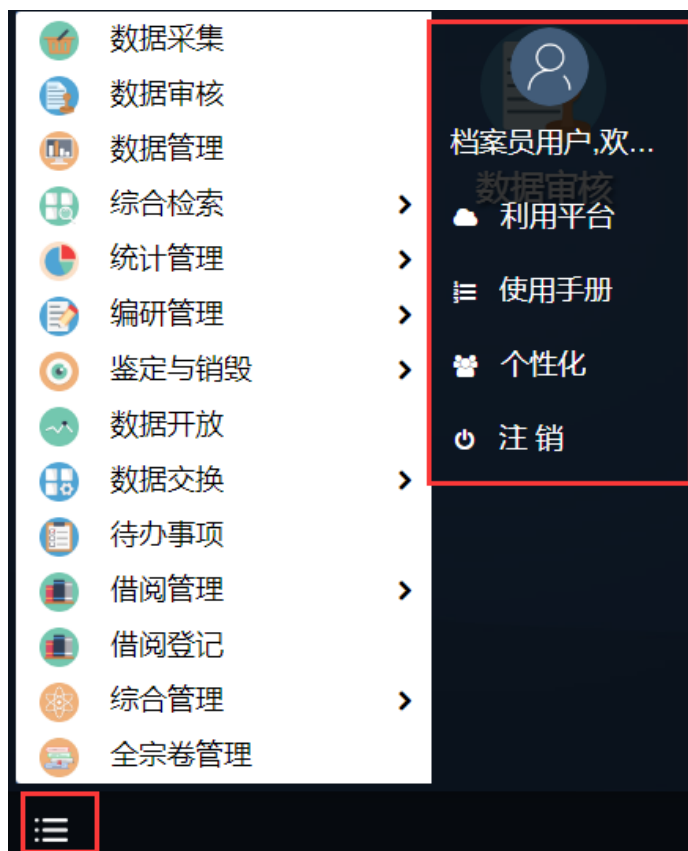 数据采集
数据审核
数据管理
综合检索
统计管理
编研管理
鉴定与销毁
数据开放
数据交换
待办事项
借阅管理
借阅登记
综合管理
全宗卷管理
档案员用户,欢...
数据审核
利用平台
使用手册
个性化
注 销